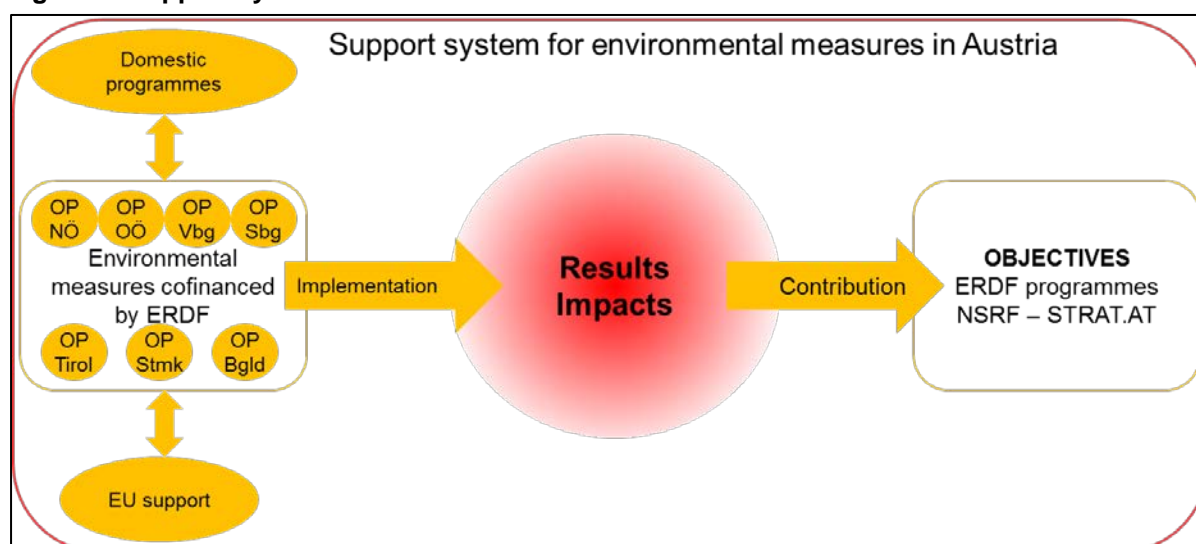 Support system for environmental measures in Austria
Domestic
programmes
OP
NÖ
OP
OÖ
OP
Vbg
OP
Sbg
Environmental
measures cofinanced
by ERDF
OP
Tirol
OP
Stmk
OP
Bgld
EU support
Implementation
Results
Impacts
Contribution
OBJECTIVES
ERDF programmes
NSRF – STRAT.AT